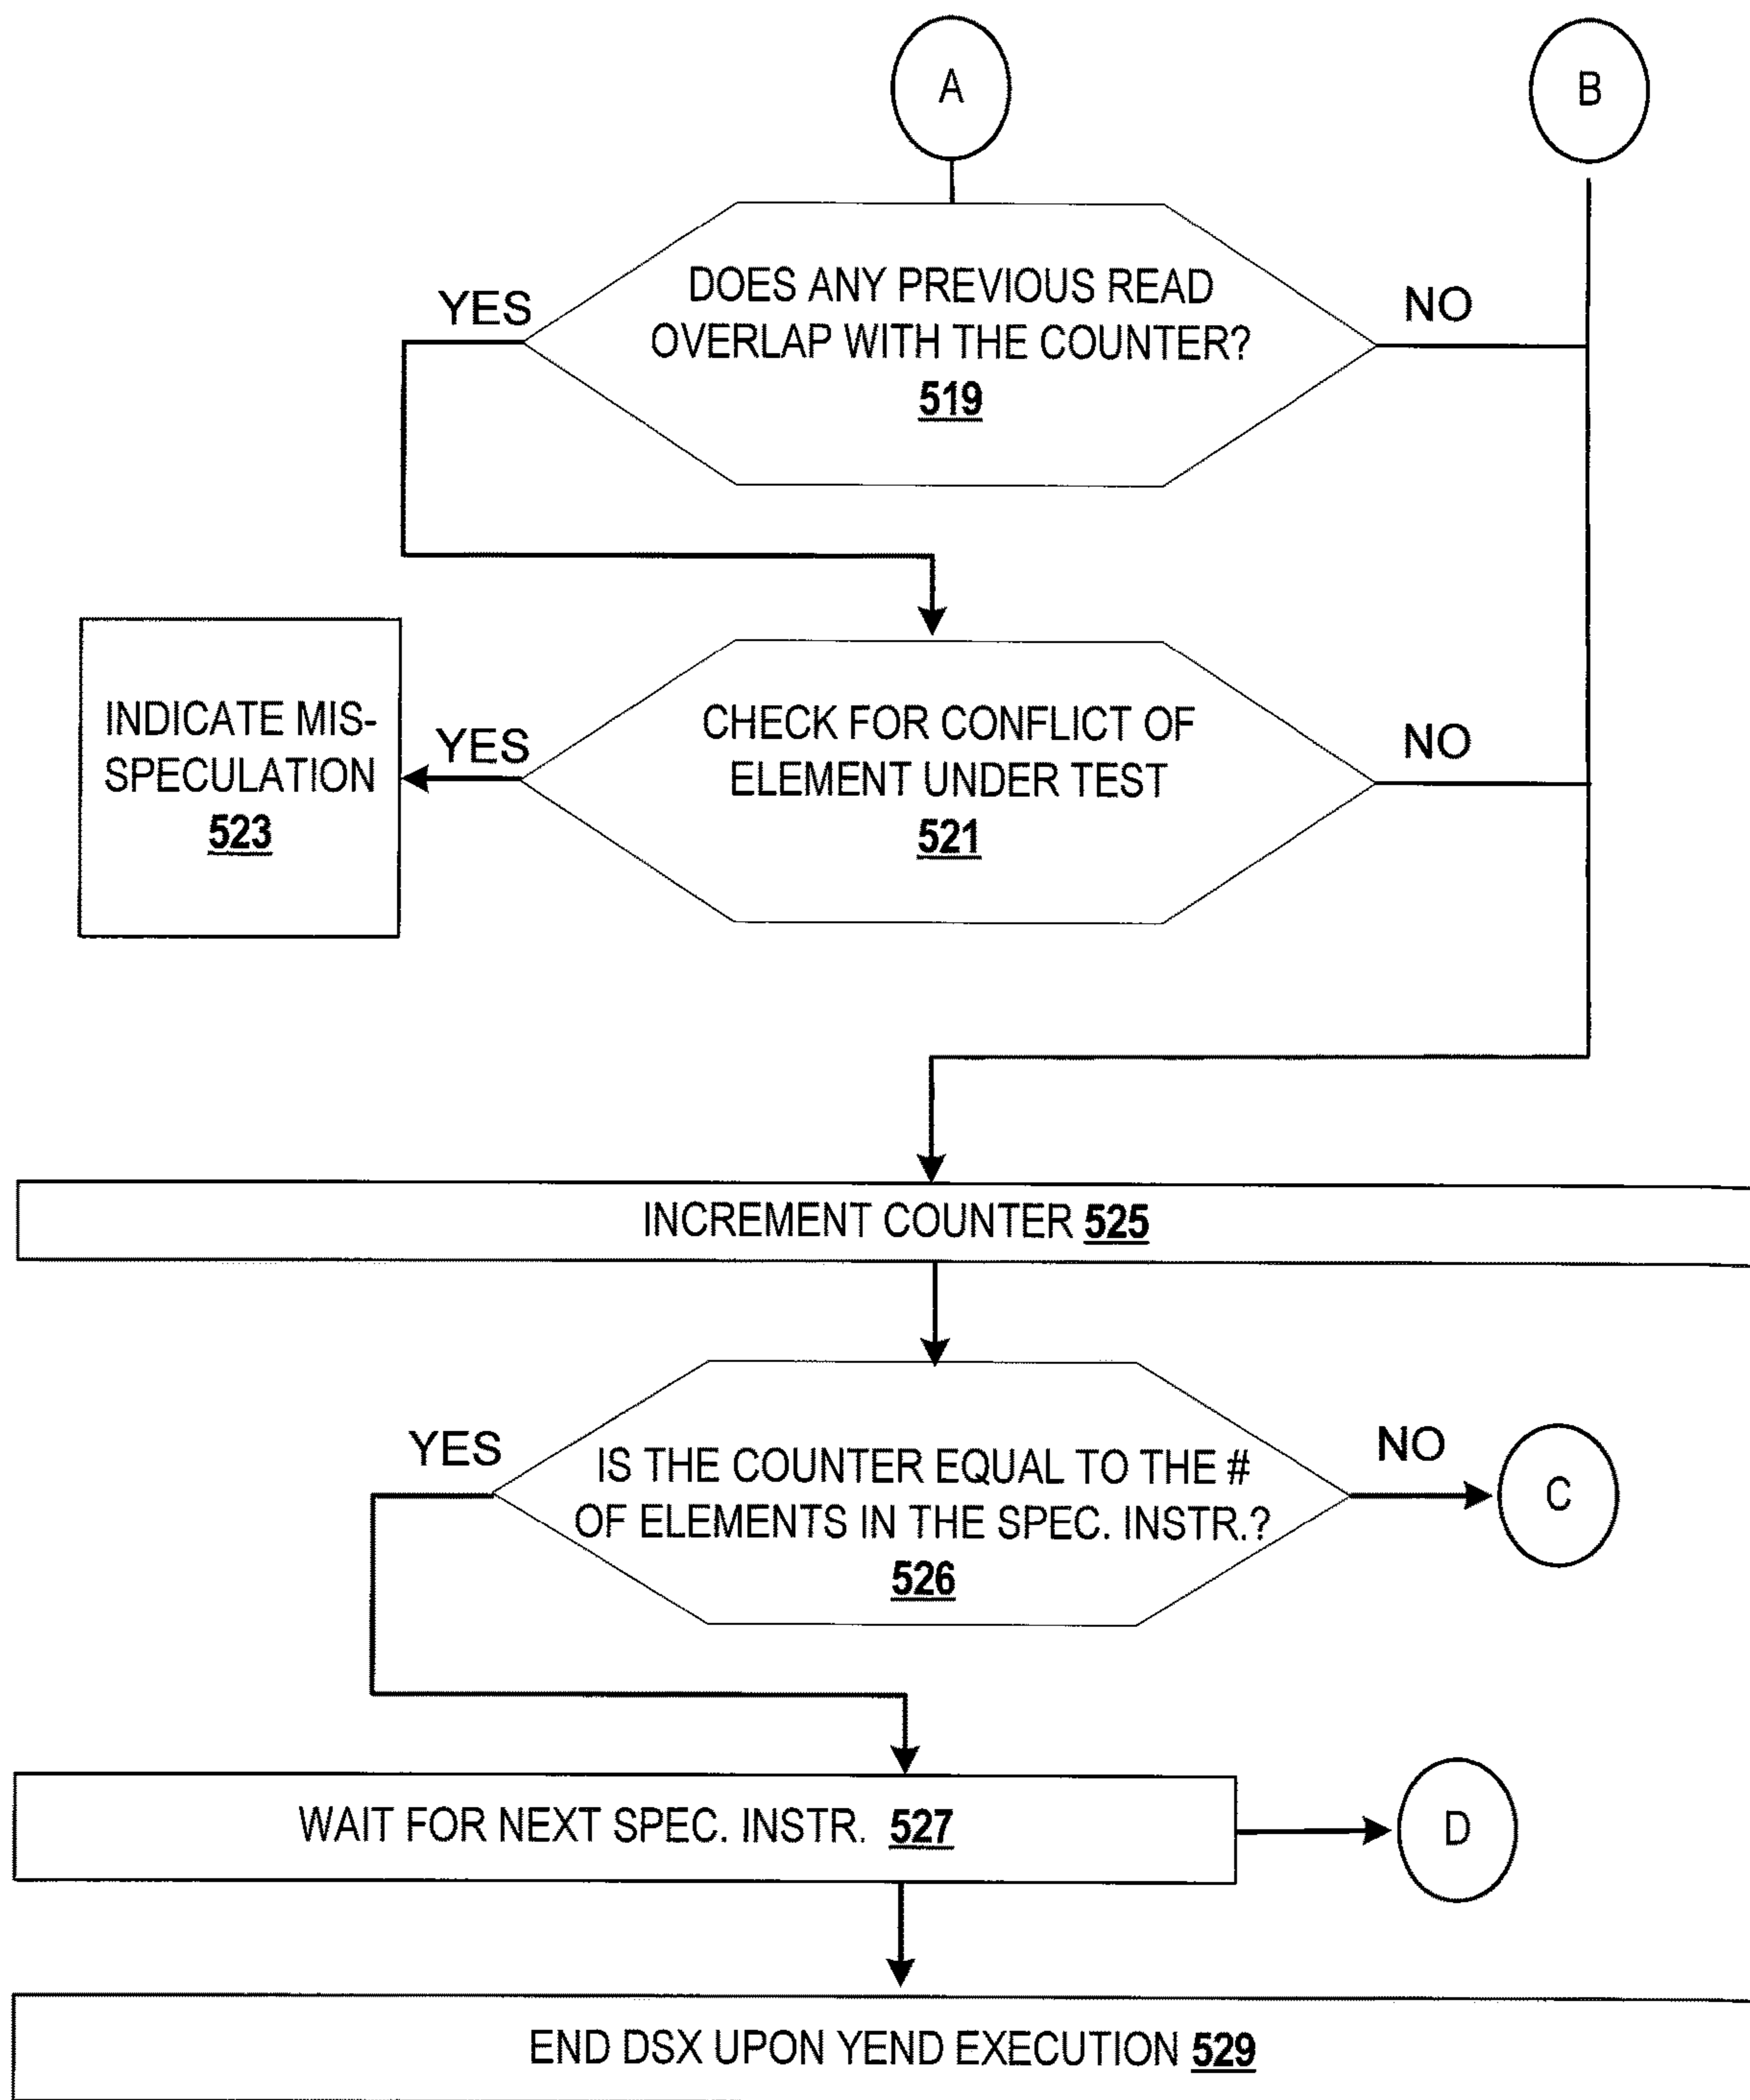 A
B
DOES ANY PREVIOUS READ
OVERLAP WITH THE COUNTER?
519
YES
NO
INDICATE MIS-
SPECULATION
523
YES
CHECK FOR CONFLICT OF
ELEMENT UNDER TEST
521
NO
INCREMENT COUNTER 525
YES
IS THE COUNTER EQUAL TO THE #
OF ELEMENTS IN THE SPEC. INSTR.?
526
NO
C
WAIT FOR NEXT SPEC. INSTR. 527
D
END DSX UPON YEND EXECUTION 529